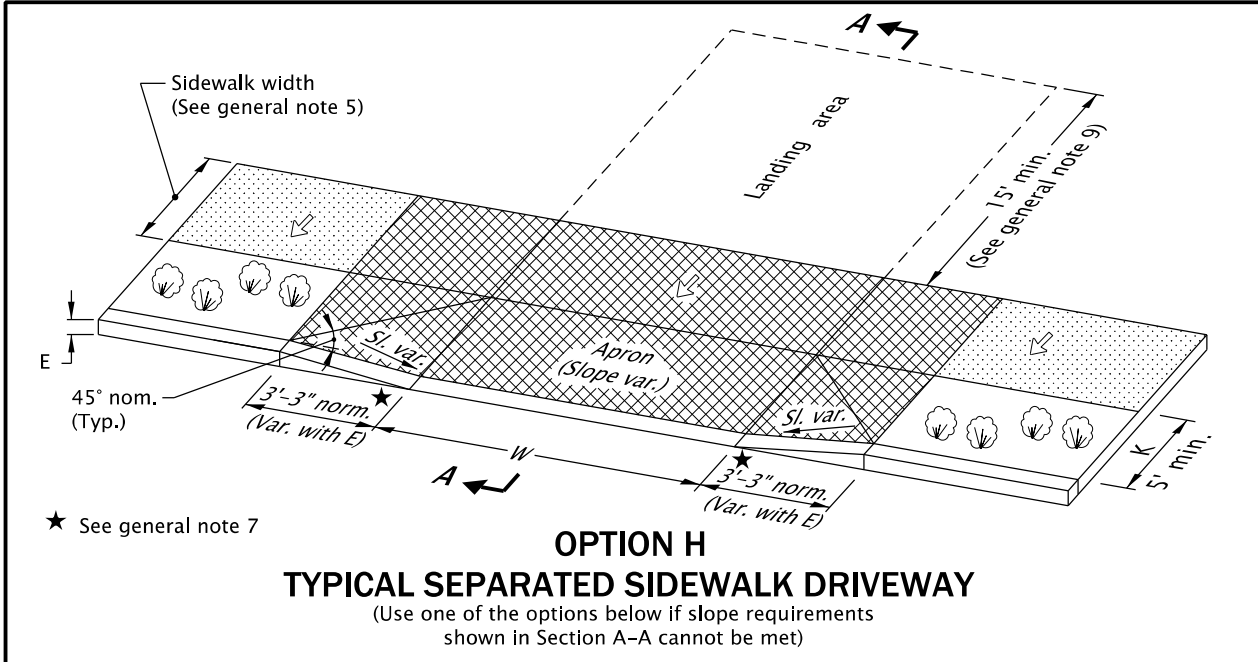 A
Sidewalk width
(See general note 5)
Landing area
15' min.
(See general note 9)
E
Sl. var.
Apron
(Slope var.)
45° nom.
(Typ.)
3'-3" norm.
(Var. with E)
Sl. var.
K
5' min.
W
A
3'-3" norm.
(Var. with E)
★ See general note 7
OPTION H
TYPICAL SEPARATED SIDEWALK DRIVEWAY
(Use one of the options below if slope requirements
shown in Section A-A cannot be met)